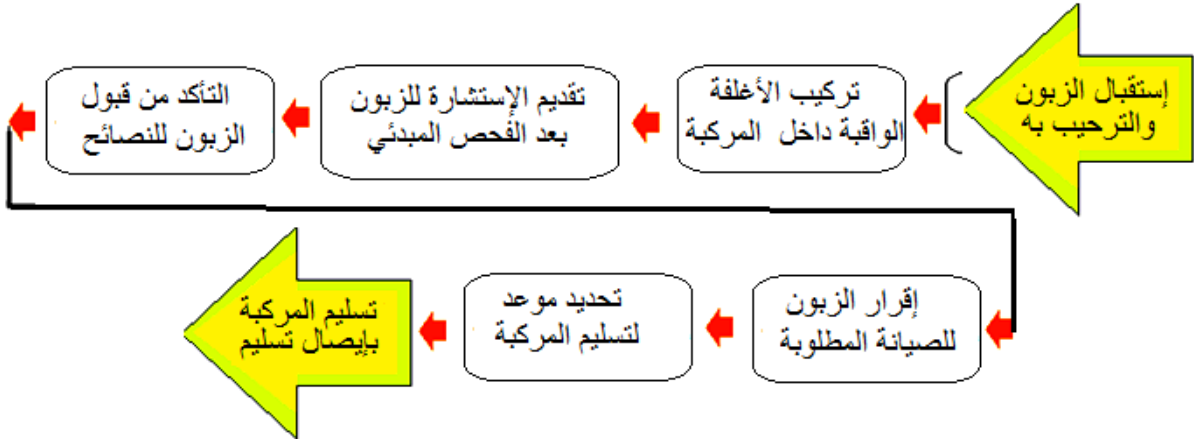 إستقبال الزبون
والترحيب به
تركيب الأغلفة
الواقبة داخل المركبة
تقديم الإستشارة للزبون
بعد الفحص المبدئي
التأكد من قبول
الزبون للنصائح
إقرار الزبون
للصيانة المطلوبة
تحديد موعد
لتسليم المركبة
تسليم المركبة
بإيصال تسليم